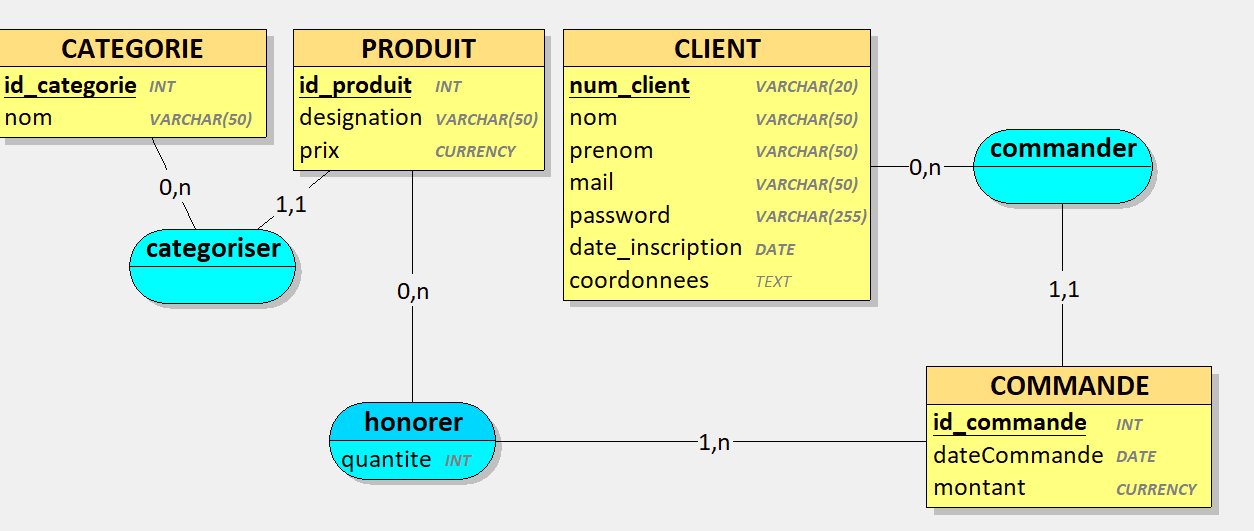 CATEGORIE
id_categorie INT
nom VARCHAR(50)
PRODUIT
id_produit INT
designation VARCHAR(50)
prix CURRENCY
CLIENT
num_client VARCHAR(20)
nom VARCHAR(50)
prenom VARCHAR(50)
mail VARCHAR(50)
password VARCHAR(255)
date_inscription DATE
coordonnees TEXT
0,n
commander
0,n
1,1
categoriser
0,n
1,1
honorer
quantite INT
1,n
COMMANDE
id_commande INT
dateCommande DATE
montant CURRENCY